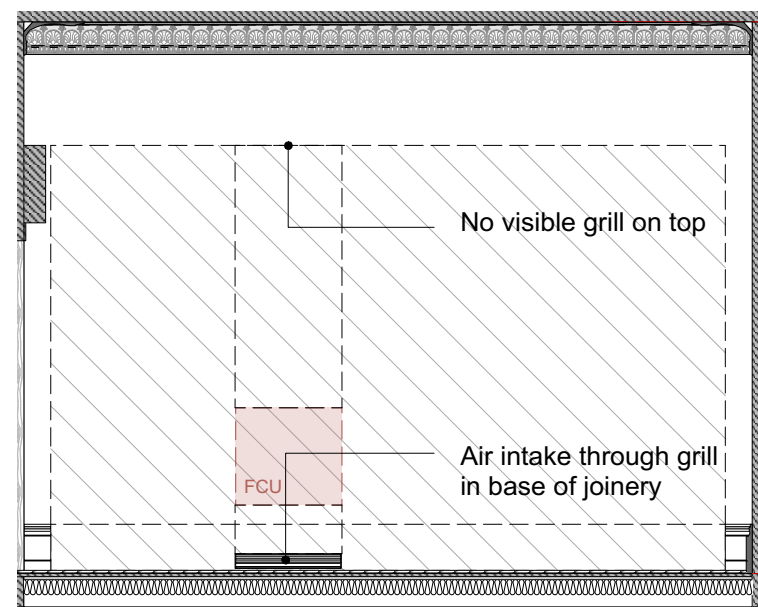 No visible grill on top
Air intake through grill
in base of joinery
FCU